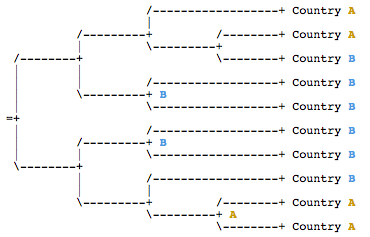 /-------------------+ Country A
/---------+
\---------+ /--------+ Country A
/--------+ \--------+ Country B
/-------------------+ Country B
\---------+ B
\-------------------+ Country B
=+
/-------------------+ Country B
/---------+ B
\-------------------+ Country B
\--------+
/-------------------+ Country B
\---------+
/--------+ Country A
\---------+ A
\--------+ Country A